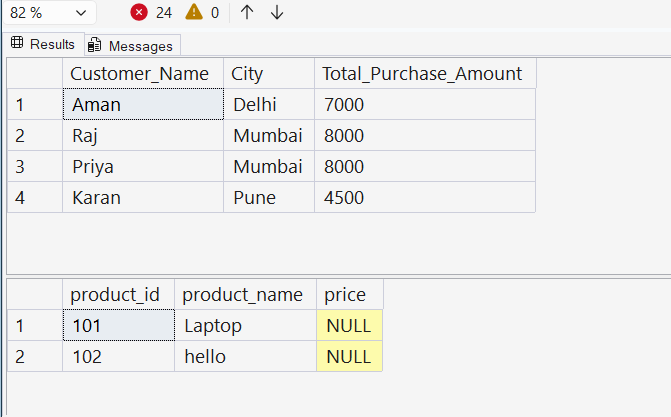 82 % 24 0
Results Messages
Customer_Name City Total_Purchase_Amount
1 Aman Delhi 7000
2 Raj Mumbai 8000
3 Priya Mumbai 8000
4 Karan Pune 4500
product_id product_name price
1 101 Laptop NULL
2 102 hello NULL